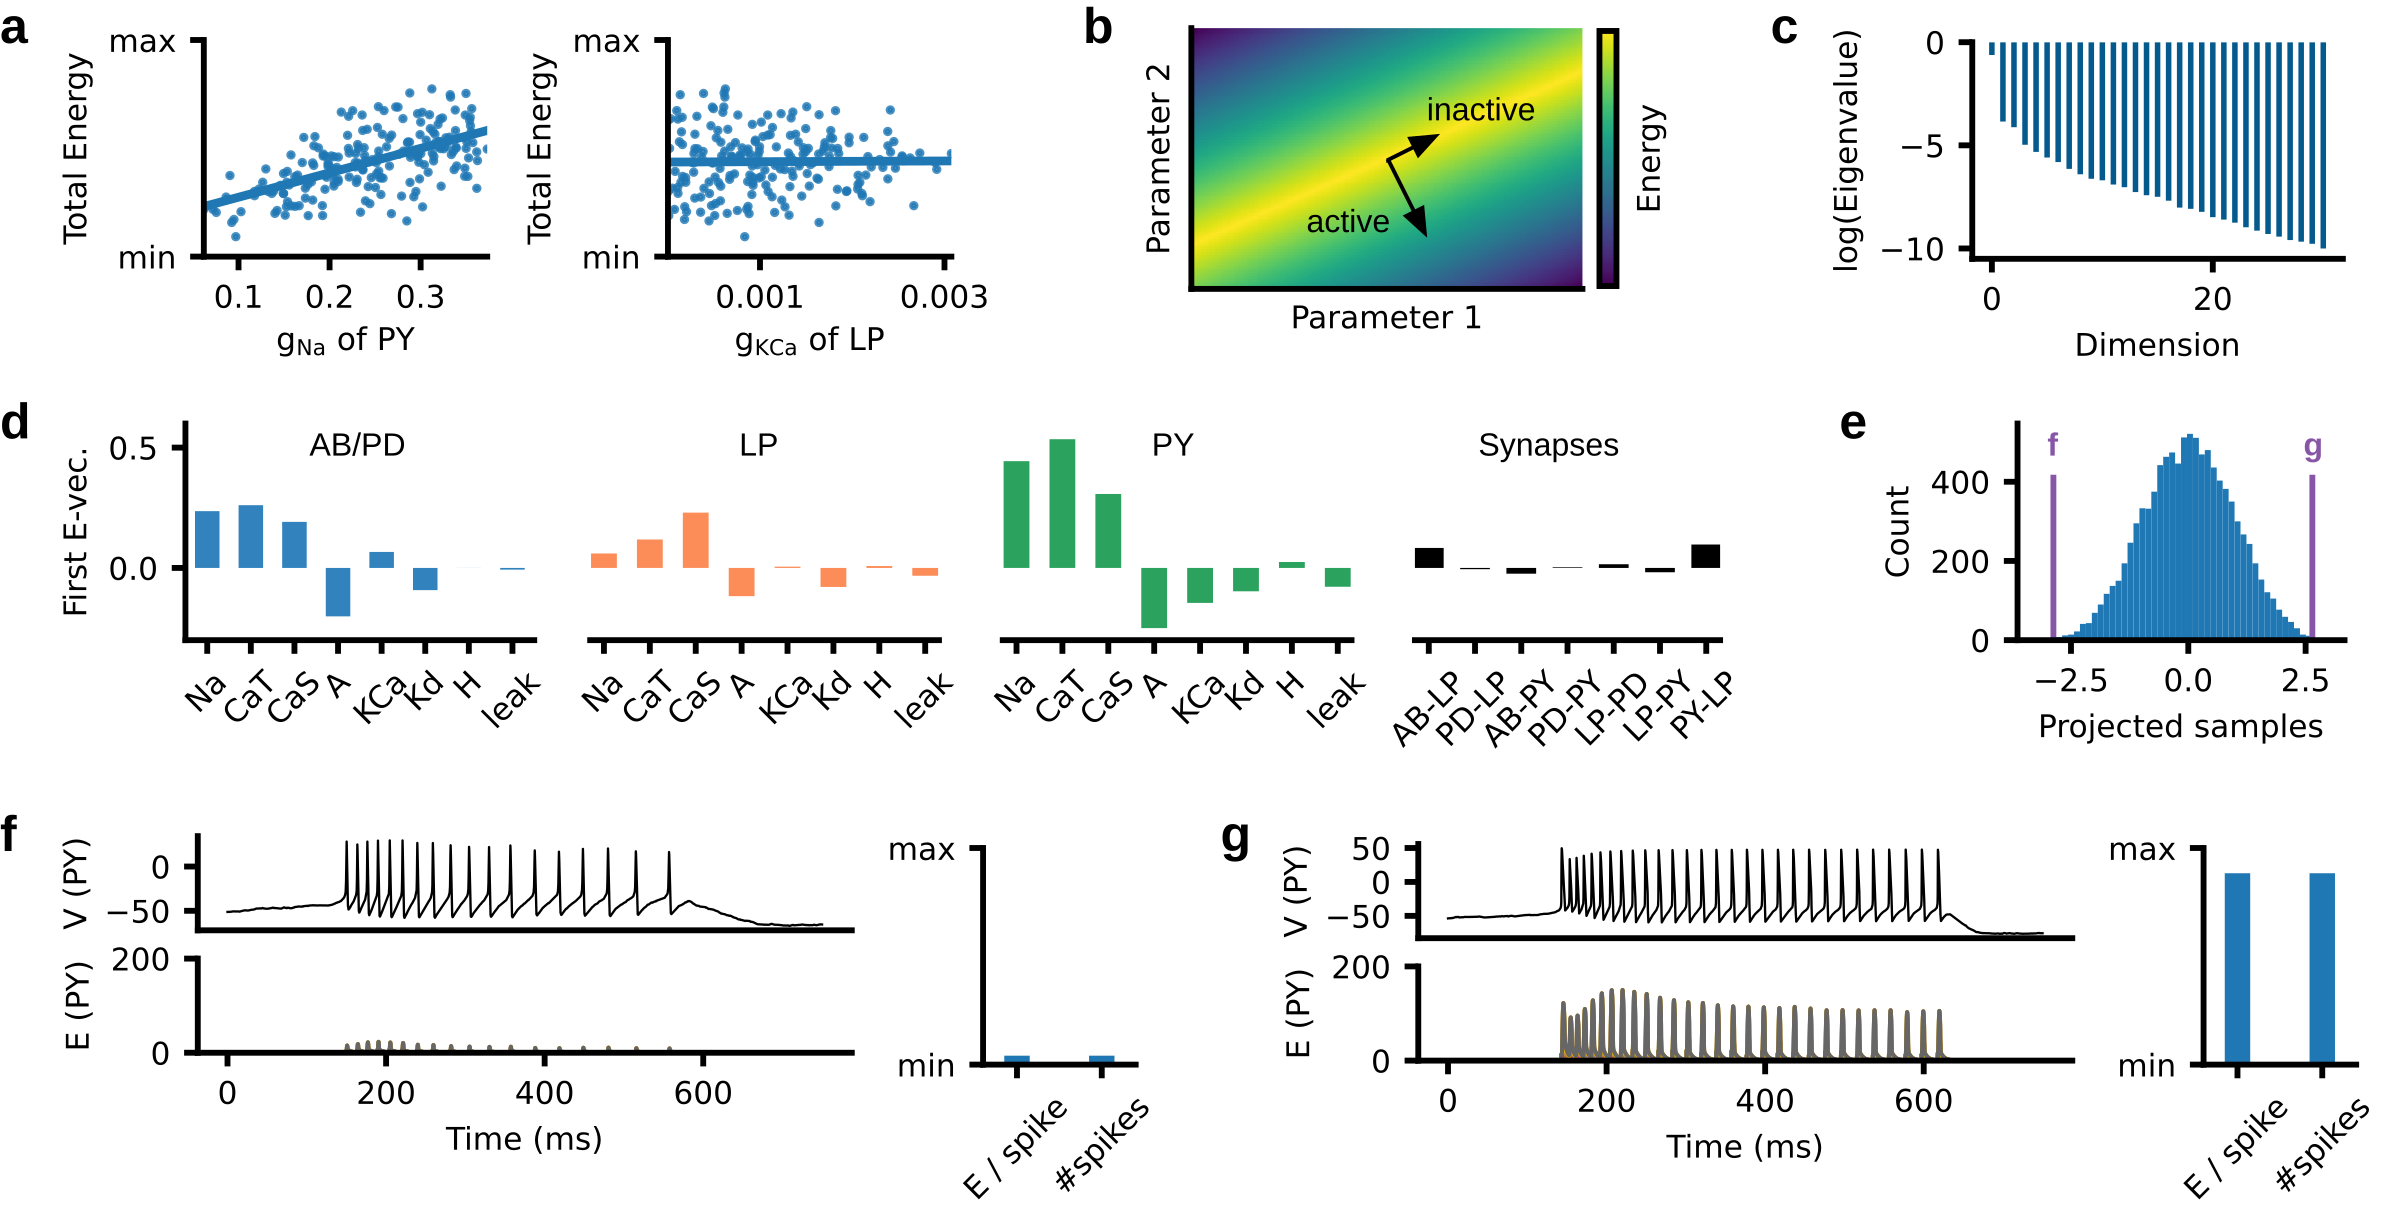 a
max
min
Total Energy
0.1 0.2 0.3
gNa of PY
max
min
Total Energy
0.001 0.003
gKCa of LP
b
Parameter 2
inactive
active
Parameter 1
Energy
c
log(Eigenvalue)
0
−5
−10
0 20
Dimension
d
First E-vec.
0.5
0.0
AB/PD
Na CaT CaS A KCa Kd H leak
LP
Na CaT CaS A KCa Kd H leak
PY
Na CaT CaS A KCa Kd H leak
Synapses
AB-LP PD-LP AB-PY PD-PY LP-PD LP-PY PY-LP
e
f g
Count
400
200
0
−2.5 0.0 2.5
Projected samples
f
V (PY)
0
−50
E (PY)
200
0
0 200 400 600
Time (ms)
max
min
E / spike #spikes
g
V (PY)
50
0
−50
E (PY)
200
0
0 200 400 600
Time (ms)
max
min
E / spike #spikes